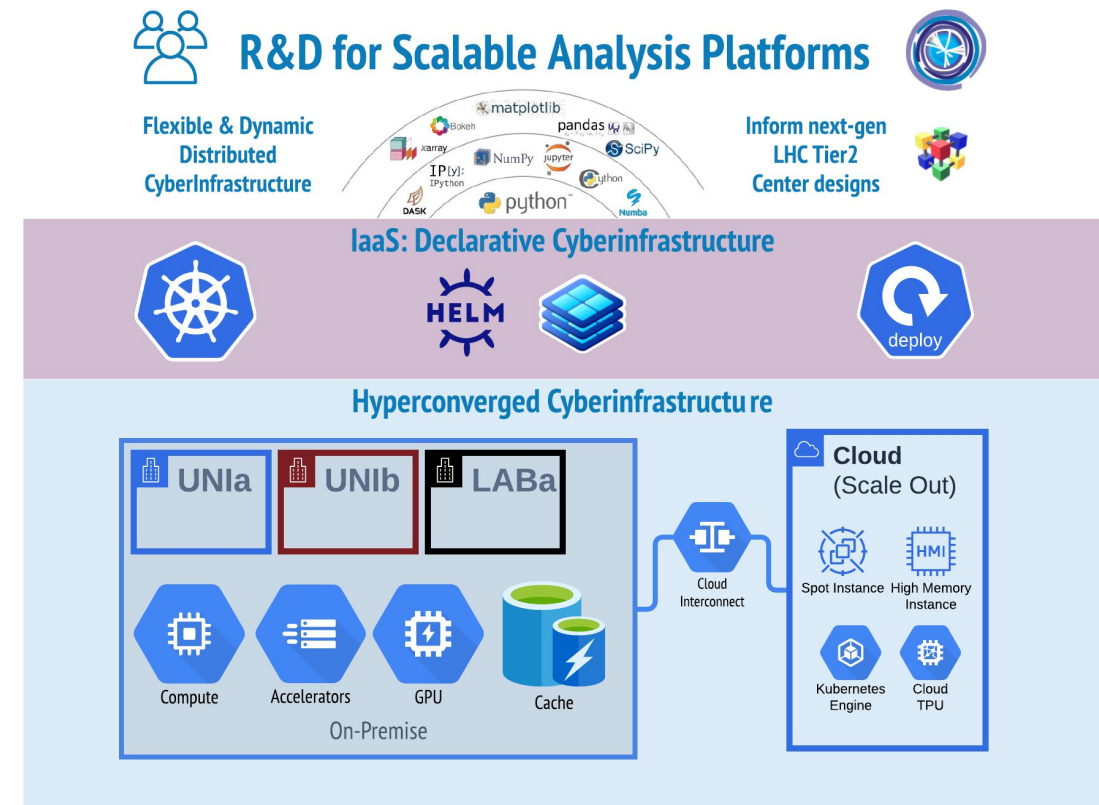 R&D for Scalable Analysis Platforms
Flexible & Dynamic
Distributed
CyberInfrastructure
matplotlib
Bokeh
pandas
xarray
NumPy
jupyter
SciPy
IP[y]:
IPython
Cython
DASK
python
Numba
Inform next-gen
LHC Tier2
Center designs
IaaS: Declarative Cyberinfrastructure
HELM
deploy
Hyperconverged Cyberinfrastructure
UNIa
UNIb
LABa
Compute
Accelerators
GPU
Cache
On-Premise
Cloud
Interconnect
Cloud
(Scale Out)
HMI
Spot Instance
High Memory
Instance
Kubernetes
Engine
Cloud
TPU